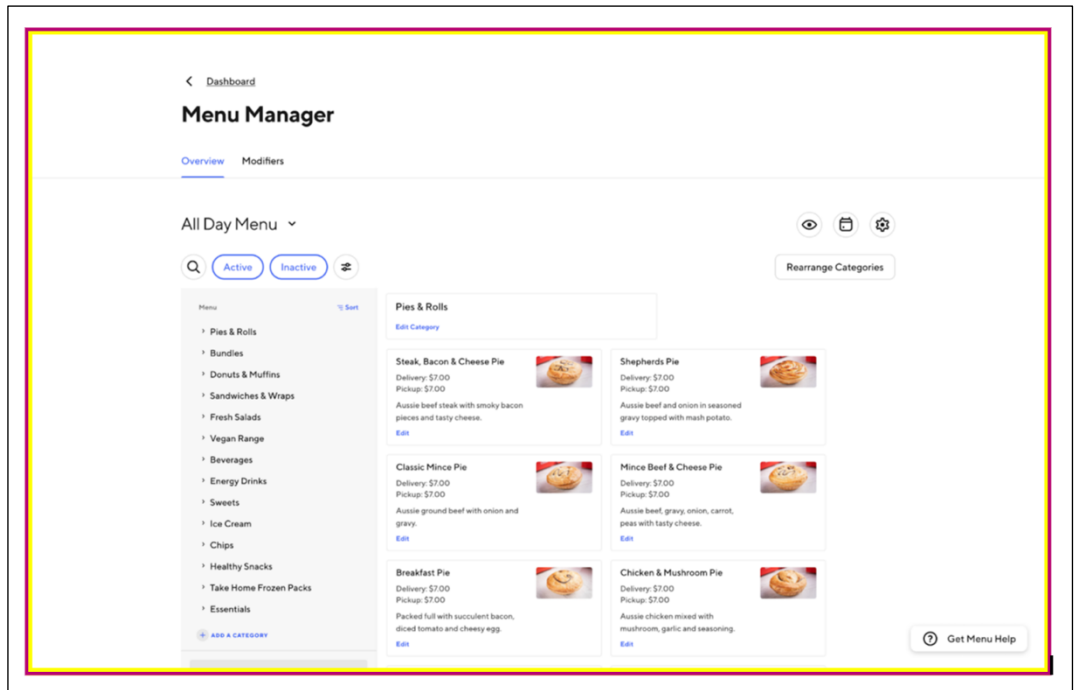 Dashboard
Menu Manager
Overview Modifiers
All Day Menu
Active Inactive
Rearrange Categories
Menu Sort
Pies & Rolls
Bundles
Donuts & Muffins
Sandwiches & Wraps
Fresh Salads
Vegan Range
Beverages
Energy Drinks
Sweets
Ice Cream
Chips
Healthy Snacks
Take Home Frozen Packs
Essentials
+ ADD A CATEGORY
Pies & Rolls
Edit Category
Steak, Bacon & Cheese Pie
Delivery: $7.00
Pickup: $7.00
Aussie beef steak with smoky bacon
pieces and tasty cheese.
Edit
Shepherds Pie
Delivery: $7.00
Pickup: $7.00
Aussie beef and onion in seasoned
gravy topped with mash potato.
Edit
Classic Mince Pie
Delivery: $7.00
Pickup: $7.00
Aussie ground beef with onion and
gravy.
Edit
Mince Beef & Cheese Pie
Delivery: $7.00
Pickup: $7.00
Aussie beef, gravy, onion, carrot,
peas with tasty cheese.
Edit
Breakfast Pie
Delivery: $7.00
Pickup: $7.00
Packed full with succulent bacon,
diced tomato and cheesy egg.
Edit
Chicken & Mushroom Pie
Delivery: $7.00
Pickup: $7.00
Aussie chicken mixed with
mushroom, garlic and seasoning.
Edit
? Get Menu Help